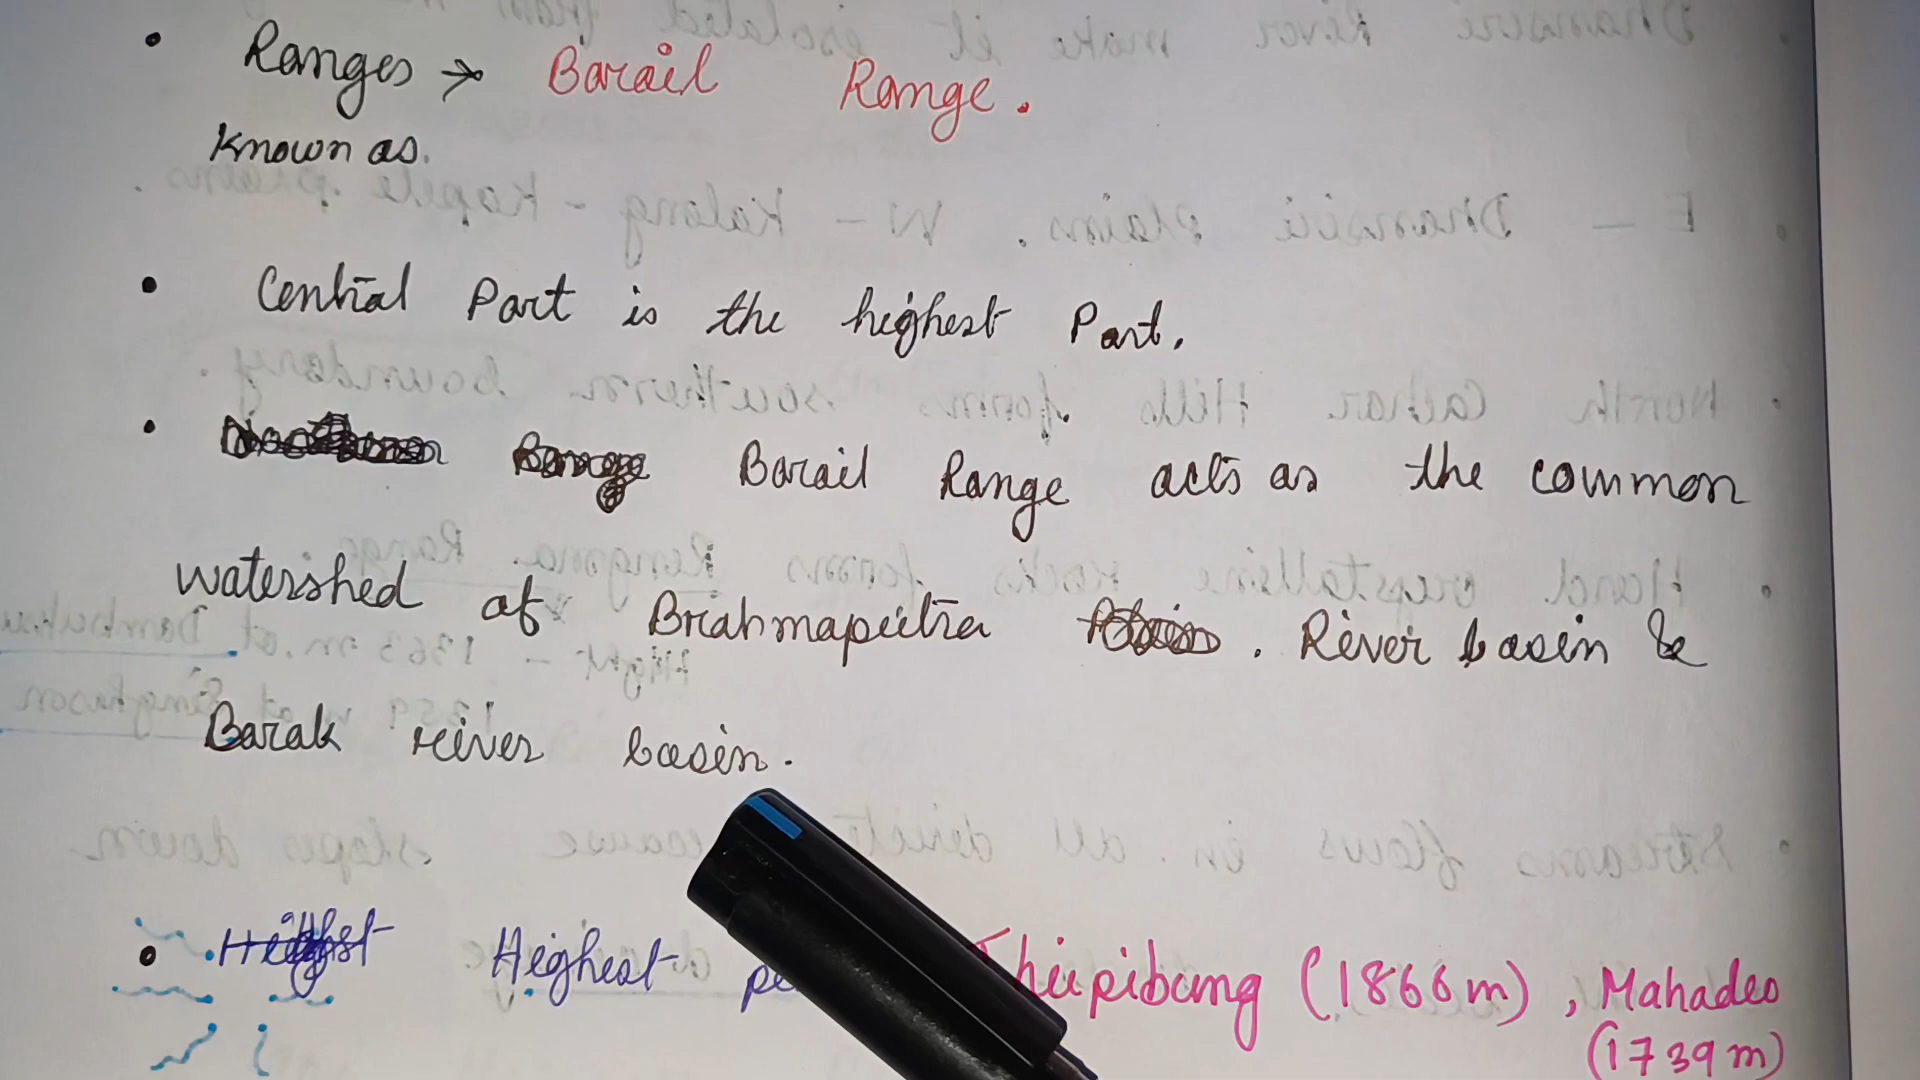 • Ranges → Barail Range.
Known as.
• Central Part is the highest Part.
• Barail Range acts as the common
watershed of Brahmaputra . River basin &
Barak river basin.
• Highest Highest (1866m) , Mahadeo
(1739m)